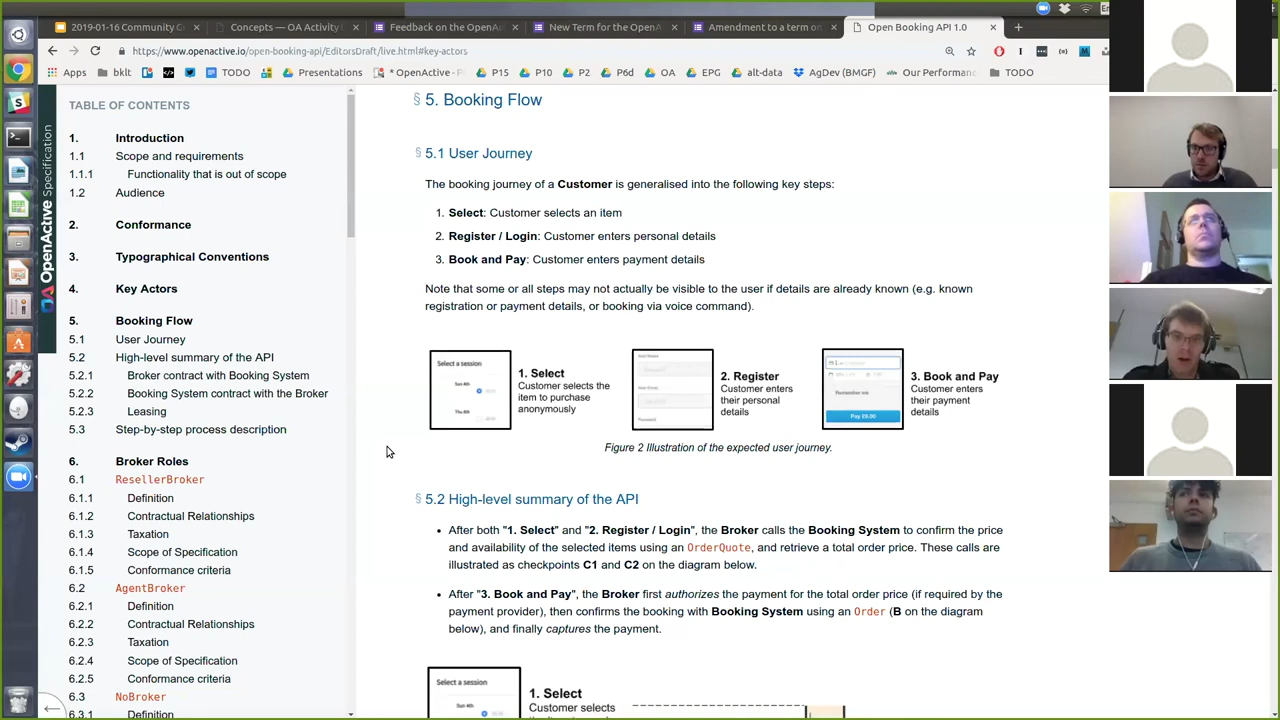 2019-01-16 Community G
Concepts — OA Activity L
Feedback on the OpenA
New Term for the OpenA
Amendment to a term on
Open Booking API 1.0
https://www.openactive.io/open-booking-api/EditorsDraft/live.html#key-actors
Apps
bklt
TODO
Presentations
* OpenActive - P
P15
P10
P2
P6d
OA
EPG
alt-data
AgDev (BMGF)
Our Performan
TODO
OpenActive Specification
TABLE OF CONTENTS
1. Introduction
1.1 Scope and requirements
1.1.1 Functionality that is out of scope
1.2 Audience
2. Conformance
3. Typographical Conventions
4. Key Actors
5. Booking Flow
5.1 User Journey
5.2 High-level summary of the API
5.2.1 contract with Booking System
5.2.2 Booking System contract with the Broker
5.2.3 Leasing
5.3 Step-by-step process description
6. Broker Roles
6.1 ResellerBroker
6.1.1 Definition
6.1.2 Contractual Relationships
6.1.3 Taxation
6.1.4 Scope of Specification
6.1.5 Conformance criteria
6.2 AgentBroker
6.2.1 Definition
6.2.2 Contractual Relationships
6.2.3 Taxation
6.2.4 Scope of Specification
6.2.5 Conformance criteria
6.3 NoBroker
6.3.1 Definition
§ 5. Booking Flow
§ 5.1 User Journey
The booking journey of a Customer is generalised into the following key steps:
1. Select: Customer selects an item
2. Register / Login: Customer enters personal details
3. Book and Pay: Customer enters payment details
Note that some or all steps may not actually be visible to the user if details are already known (e.g. known
registration or payment details, or booking via voice command).
Select a session
Sun 4th
Thu 8th
1. Select
Customer selects the
item to purchase
anonymously
2. Register
Customer enters
their personal
details
Pay £9.00
3. Book and Pay
Customer enters
their payment
details
Figure 2 Illustration of the expected user journey.
§ 5.2 High-level summary of the API
• After both "1. Select" and "2. Register / Login", the Broker calls the Booking System to confirm the price
and availability of the selected items using an OrderQuote, and retrieve a total order price. These calls are
illustrated as checkpoints C1 and C2 on the diagram below.
• After "3. Book and Pay", the Broker first authorizes the payment for the total order price (if required by the
payment provider), then confirms the booking with Booking System using an Order (B on the diagram
below), and finally captures the payment.
Select a session
Sun 4th
1. Select
Customer selects